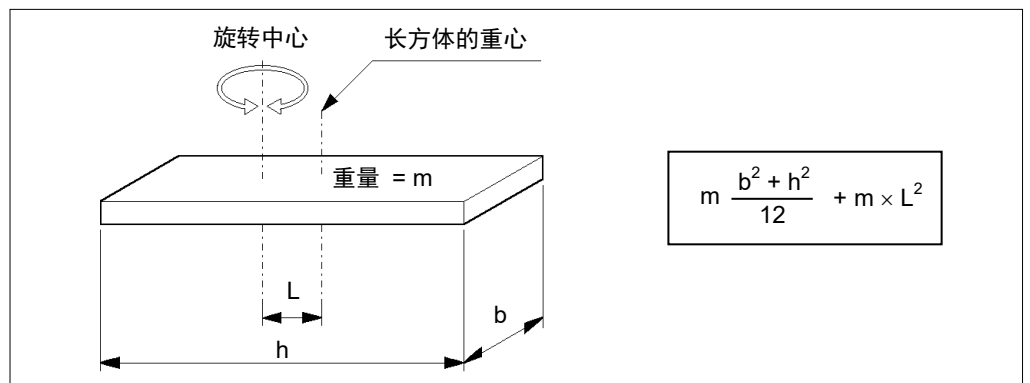 旋转中心
长方体的重心
重量 = m
m (b² + h²)/12 + m × L²
L
b
h